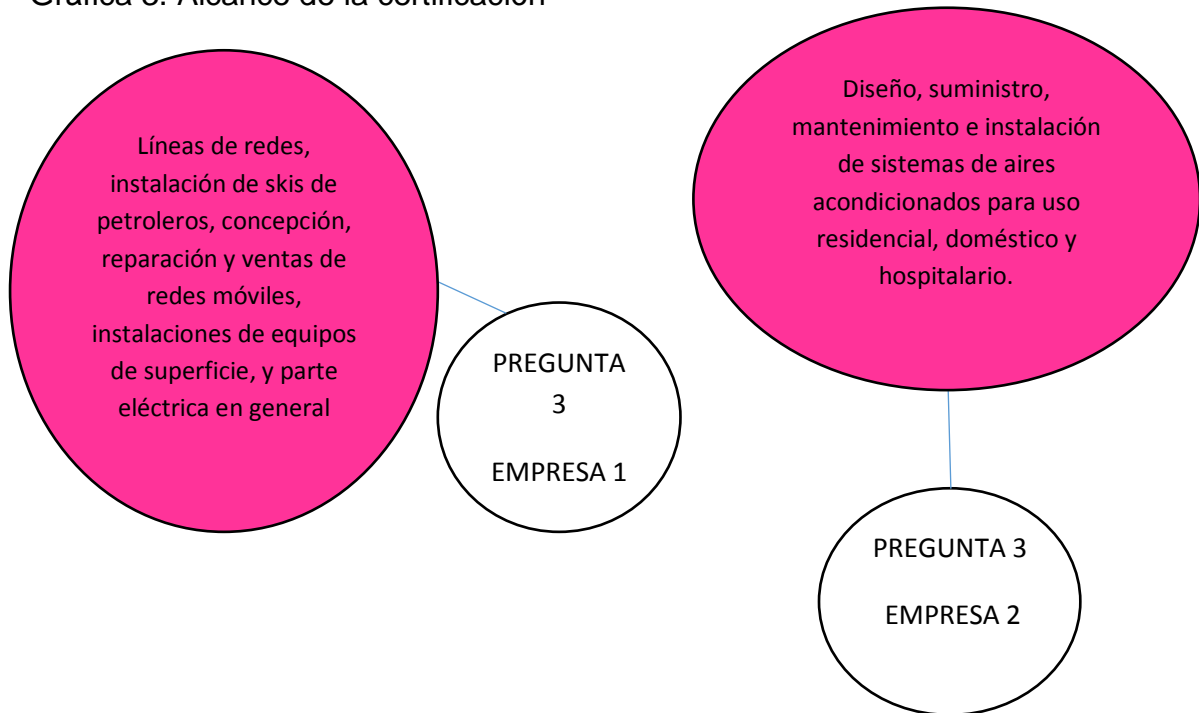 Gráfica 3. Alcance de la certificación
Líneas de redes,
instalación de skis de
petroleros, concepción,
reparación y ventas de
redes móviles,
instalaciones de equipos
de superficie, y parte
eléctrica en general
PREGUNTA
3
EMPRESA 1
Diseño, suministro,
mantenimiento e instalación
de sistemas de aires
acondicionados para uso
residencial, doméstico y
hospitalario.
PREGUNTA 3
EMPRESA 2